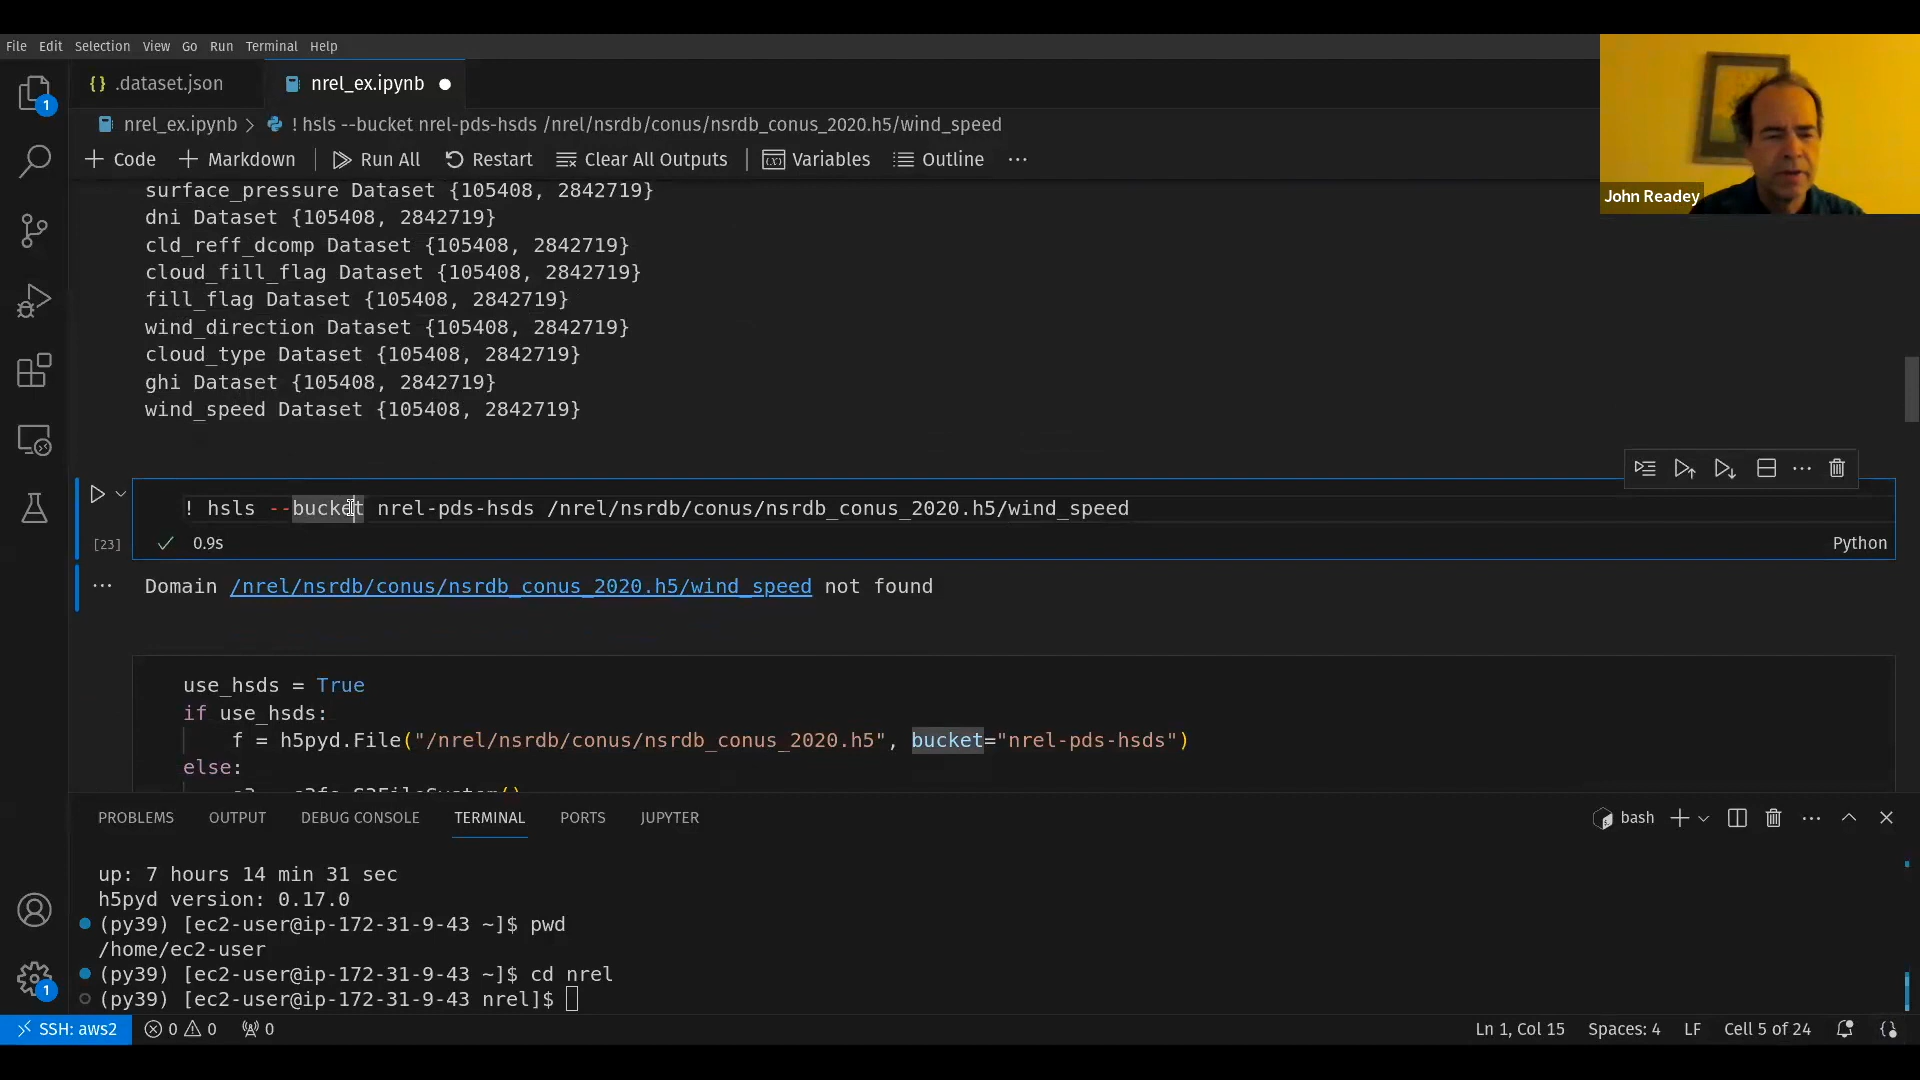 File Edit Selection View Go Run Terminal Help
{} .dataset.json
nrel_ex.ipynb
John Readey
nrel_ex.ipynb > ! hsls --bucket nrel-pds-hsds /nrel/nsrdb/conus/nsrdb_conus_2020.h5/wind_speed
+ Code + Markdown Run All Restart Clear All Outputs Variables Outline ...
surface_pressure Dataset {105408, 2842719}
dni Dataset {105408, 2842719}
cld_reff_dcomp Dataset {105408, 2842719}
cloud_fill_flag Dataset {105408, 2842719}
fill_flag Dataset {105408, 2842719}
wind_direction Dataset {105408, 2842719}
cloud_type Dataset {105408, 2842719}
ghi Dataset {105408, 2842719}
wind_speed Dataset {105408, 2842719}
! hsls --bucket nrel-pds-hsds /nrel/nsrdb/conus/nsrdb_conus_2020.h5/wind_speed
[23] 0.9s Python
Domain /nrel/nsrdb/conus/nsrdb_conus_2020.h5/wind_speed not found
use_hsds = True
if use_hsds:
f = h5pyd.File("/nrel/nsrdb/conus/nsrdb_conus_2020.h5", bucket="nrel-pds-hsds")
else:
PROBLEMS OUTPUT DEBUG CONSOLE TERMINAL PORTS JUPYTER
bash
up: 7 hours 14 min 31 sec
h5pyd version: 0.17.0
(py39) [ec2-user@ip-172-31-9-43 ~]$ pwd
/home/ec2-user
(py39) [ec2-user@ip-172-31-9-43 ~]$ cd nrel
(py39) [ec2-user@ip-172-31-9-43 nrel]$
SSH: aws2 0 0 0 Ln 1, Col 15 Spaces: 4 LF Cell 5 of 24
1
1